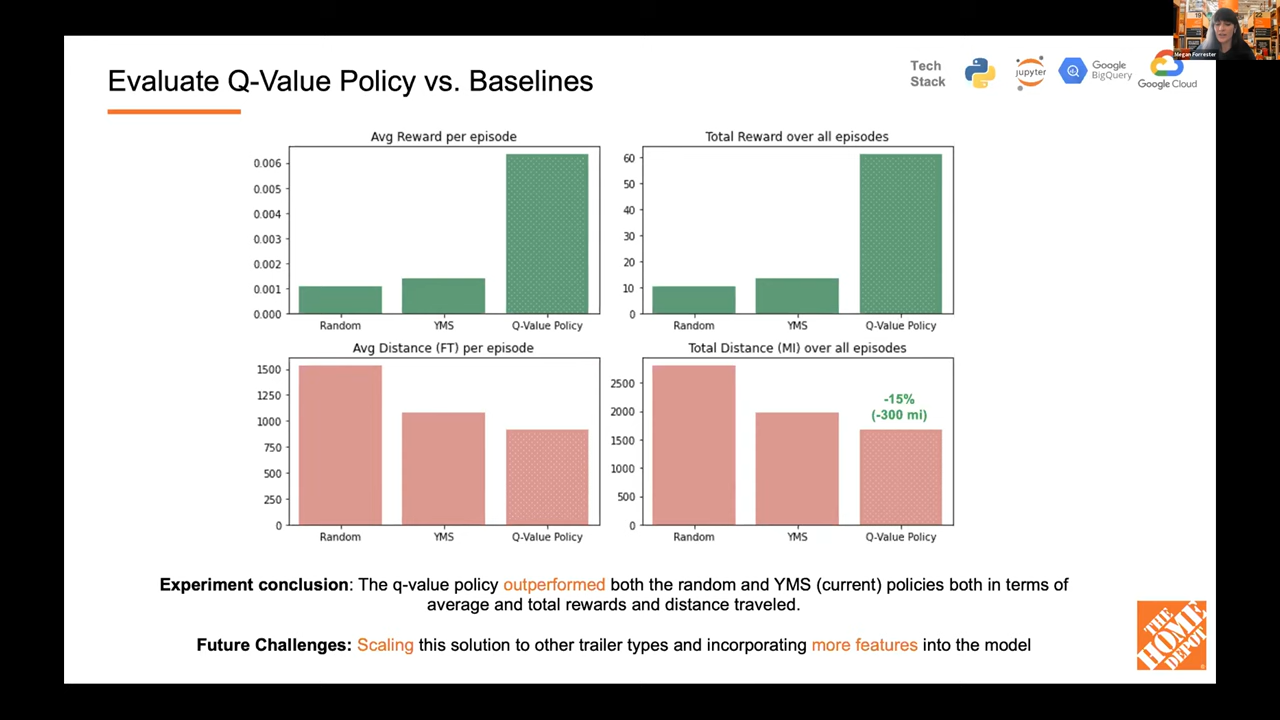 Evaluate Q-Value Policy vs. Baselines
Tech
Stack
jupyter
Google
BigQuery
Google Cloud
Megan Forrester
Avg Reward per episode
0.006
0.005
0.004
0.003
0.002
0.001
0.000
Random
YMS
Q-Value Policy
Total Reward over all episodes
60
50
40
30
20
10
0
Random
YMS
Q-Value Policy
Avg Distance (FT) per episode
1500
1250
1000
750
500
250
0
Random
YMS
Q-Value Policy
Total Distance (MI) over all episodes
2500
2000
1500
1000
500
0
-15%
(-300 mi)
Random
YMS
Q-Value Policy
Experiment conclusion: The q-value policy outperformed both the random and YMS (current) policies both in terms of
average and total rewards and distance traveled.
Future Challenges: Scaling this solution to other trailer types and incorporating more features into the model
THE
HOME
DEPOT